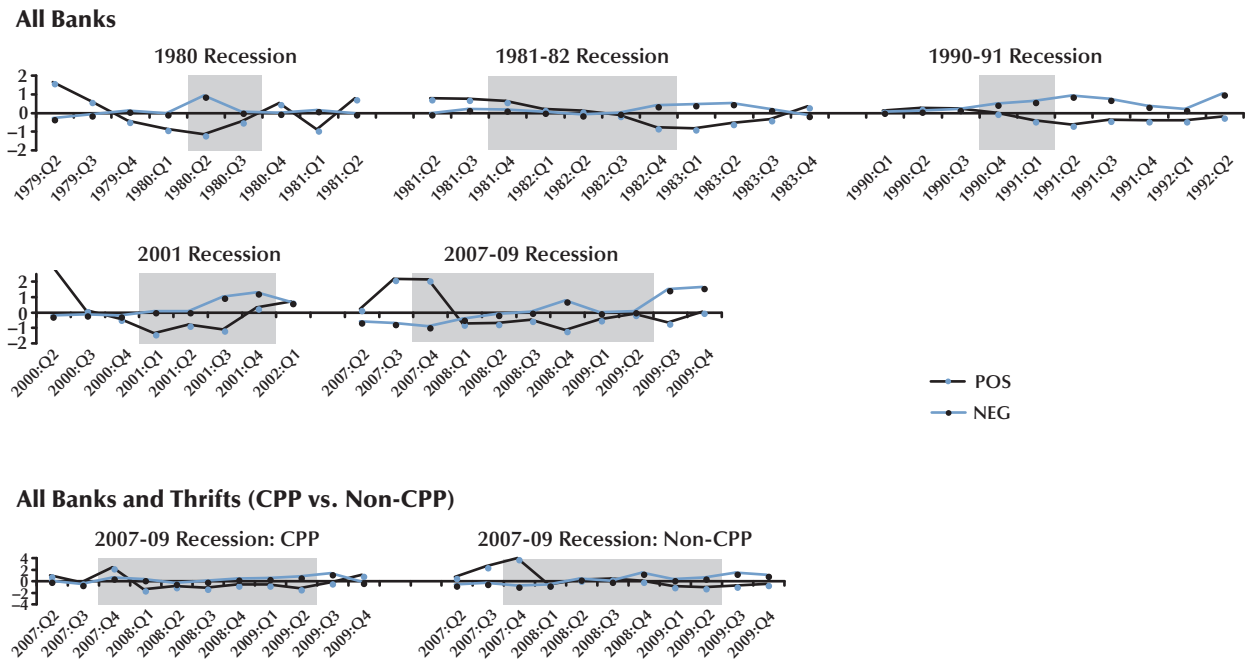 All Banks
1980 Recession 1981-82 Recession 1990-91 Recession
2
1
0
–1
–2
1979:Q2 1979:Q3 1979:Q4 1980:Q1 1980:Q2 1980:Q3 1980:Q4 1981:Q1 1981:Q2 1981:Q2 1981:Q3 1981:Q4 1982:Q1 1982:Q2 1982:Q3 1982:Q4 1983:Q1 1983:Q2 1983:Q3 1983:Q4 1990:Q1 1990:Q2 1990:Q3 1990:Q4 1991:Q1 1991:Q2 1991:Q3 1991:Q4 1992:Q1 1992:Q2
2001 Recession 2007-09 Recession
2
1
0
–1
–2
2000:Q2 2000:Q3 2000:Q4 2001:Q1 2001:Q2 2001:Q3 2001:Q4 2002:Q1 2007:Q2 2007:Q3 2007:Q4 2008:Q1 2008:Q2 2008:Q3 2008:Q4 2009:Q1 2009:Q2 2009:Q3 2009:Q4
POS
NEG
All Banks and Thrifts (CPP vs. Non-CPP)
2007-09 Recession: CPP 2007-09 Recession: Non-CPP
4
2
0
–2
–4
2007:Q2 2007:Q3 2007:Q4 2008:Q1 2008:Q2 2008:Q3 2008:Q4 2009:Q1 2009:Q2 2009:Q3 2009:Q4 2007:Q2 2007:Q3 2007:Q4 2008:Q1 2008:Q2 2008:Q3 2008:Q4 2009:Q1 2009:Q2 2009:Q3 2009:Q4